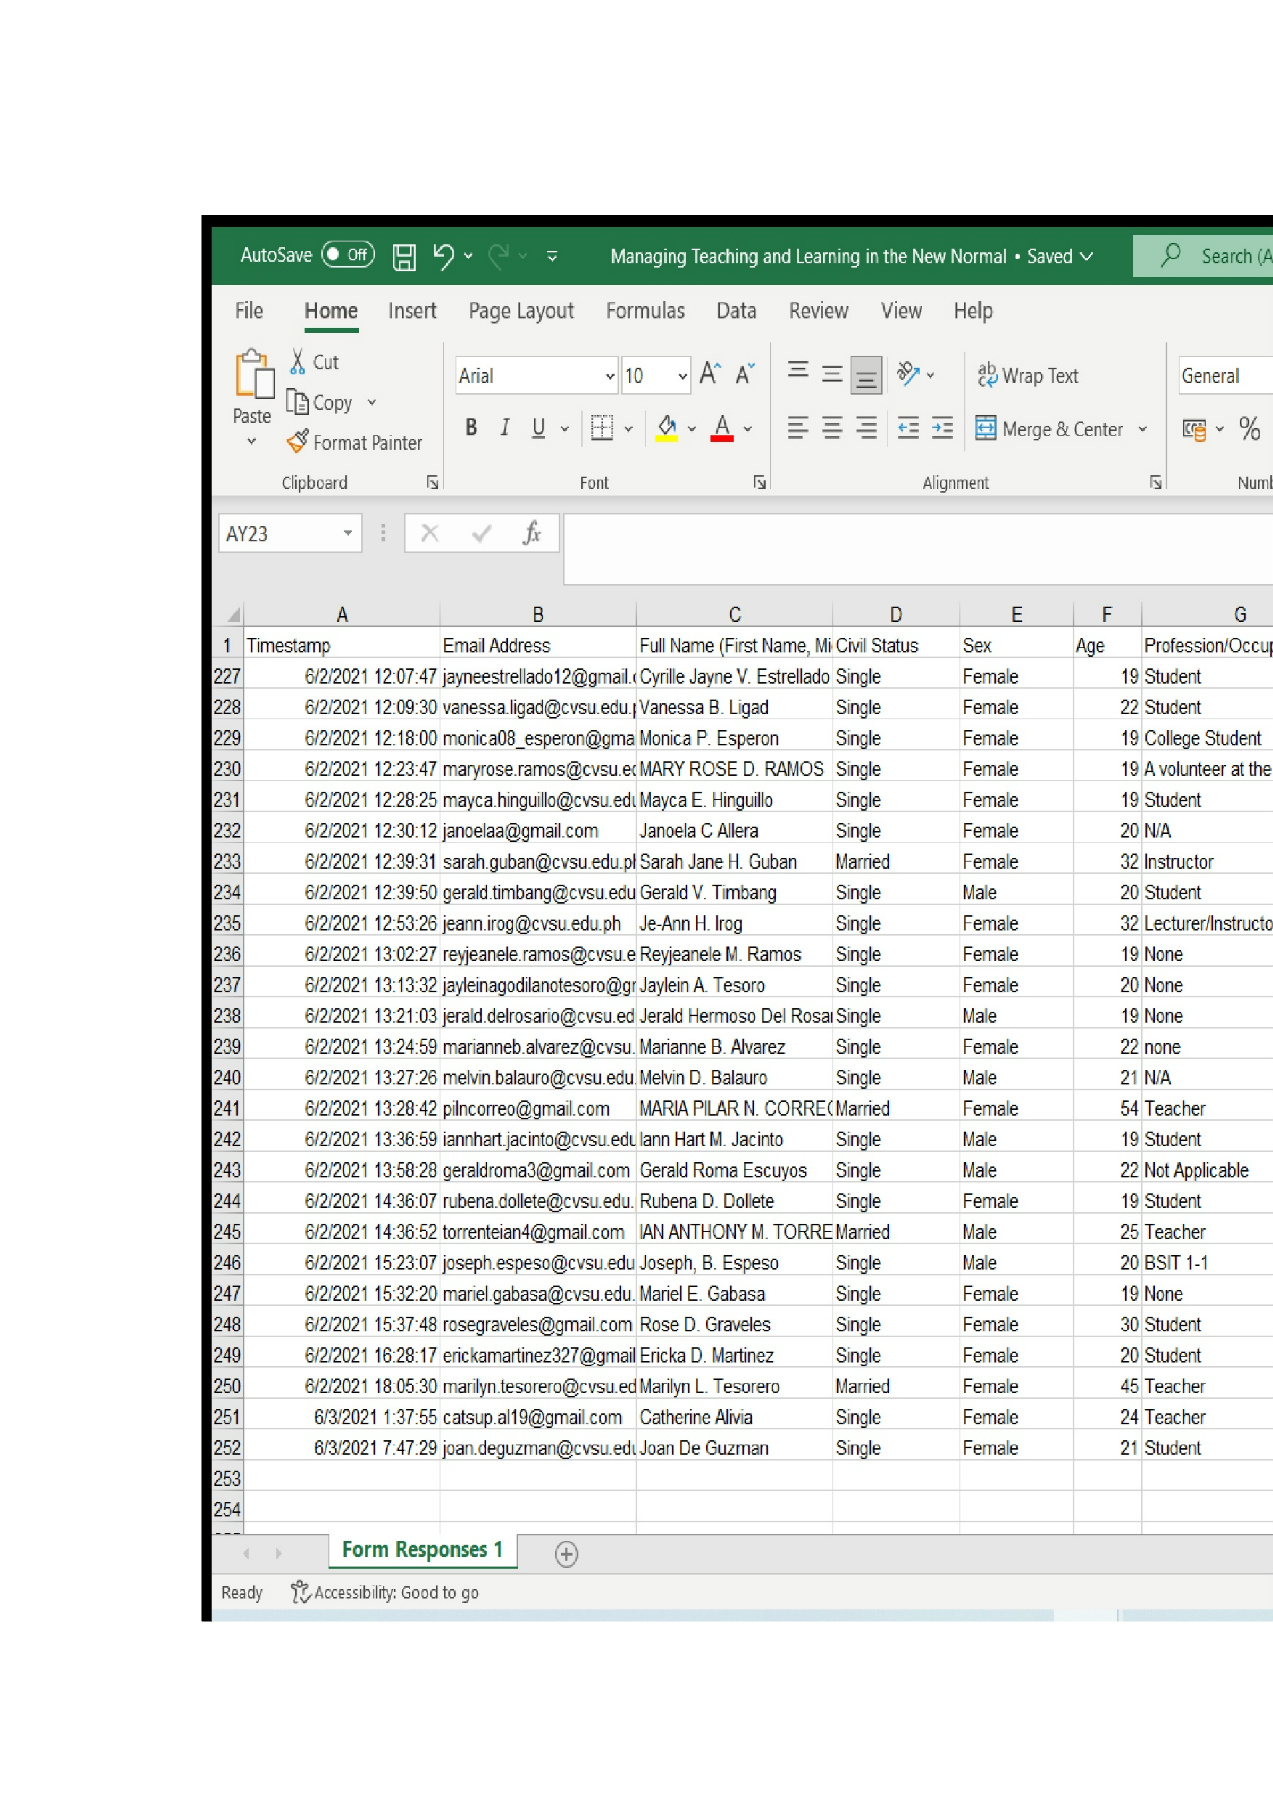 AutoSave Off Managing Teaching and Learning in the New Normal • Saved Search (A
File Home Insert Page Layout Formulas Data Review View Help
Cut
Copy
Paste
Format Painter
Arial 10
B I U
Wrap Text
Merge & Center
General
%
Clipboard Font Alignment Numb
AY23 fx
A B C D E F G
1 Timestamp Email Address Full Name (First Name, Mi Civil Status Sex Age Profession/Occup
227 6/2/2021 12:07:47 jayneestrellado12@gmail. Cyrille Jayne V. Estrellado Single Female 19 Student
228 6/2/2021 12:09:30 vanessa.ligad@cvsu.edu.p Vanessa B. Ligad Single Female 22 Student
229 6/2/2021 12:18:00 monica08_esperon@gma Monica P. Esperon Single Female 19 College Student
230 6/2/2021 12:23:47 maryrose.ramos@cvsu.ed MARY ROSE D. RAMOS Single Female 19 A volunteer at the
231 6/2/2021 12:28:25 mayca.hinguillo@cvsu.edu Mayca E. Hinguillo Single Female 19 Student
232 6/2/2021 12:30:12 janoelaa@gmail.com Janoela C Allera Single Female 20 N/A
233 6/2/2021 12:39:31 sarah.guban@cvsu.edu.ph Sarah Jane H. Guban Married Female 32 Instructor
234 6/2/2021 12:39:50 gerald.timbang@cvsu.edu Gerald V. Timbang Single Male 20 Student
235 6/2/2021 12:53:26 jeann.irog@cvsu.edu.ph Je-Ann H. Irog Single Female 32 Lecturer/Instructo
236 6/2/2021 13:02:27 reyjeanele.ramos@cvsu.e Reyjeanele M. Ramos Single Female 19 None
237 6/2/2021 13:13:32 jayleinagodilanotesoro@gr Jaylein A. Tesoro Single Female 20 None
238 6/2/2021 13:21:03 jerald.delrosario@cvsu.ed Jerald Hermoso Del Rosar Single Male 19 None
239 6/2/2021 13:24:59 marianneb.alvarez@cvsu. Marianne B. Alvarez Single Female 22 none
240 6/2/2021 13:27:26 melvin.balauro@cvsu.edu. Melvin D. Balauro Single Male 21 N/A
241 6/2/2021 13:28:42 pilncorreo@gmail.com MARIA PILAR N. CORREO Married Female 54 Teacher
242 6/2/2021 13:36:59 iannhart.jacinto@cvsu.edu Iann Hart M. Jacinto Single Male 19 Student
243 6/2/2021 13:58:28 geraldroma3@gmail.com Gerald Roma Escuyos Single Male 22 Not Applicable
244 6/2/2021 14:36:07 rubena.dollete@cvsu.edu. Rubena D. Dollete Single Female 19 Student
245 6/2/2021 14:36:52 torrenteian4@gmail.com IAN ANTHONY M. TORRE Married Male 25 Teacher
246 6/2/2021 15:23:07 joseph.espeso@cvsu.edu Joseph, B. Espeso Single Male 20 BSIT 1-1
247 6/2/2021 15:32:20 mariel.gabasa@cvsu.edu. Mariel E. Gabasa Single Female 19 None
248 6/2/2021 15:37:48 rosegraveles@gmail.com Rose D. Graveles Single Female 30 Student
249 6/2/2021 16:28:17 erickamartinez327@gmail Ericka D. Martinez Single Female 20 Student
250 6/2/2021 18:05:30 marilyn.tesorero@cvsu.ed Marilyn L. Tesorero Married Female 45 Teacher
251 6/3/2021 1:37:55 catsup.al19@gmail.com Catherine Alivia Single Female 24 Teacher
252 6/3/2021 7:47:29 joan.deguzman@cvsu.edu Joan De Guzman Single Female 21 Student
253
254
Form Responses 1
Ready Accessibility: Good to go